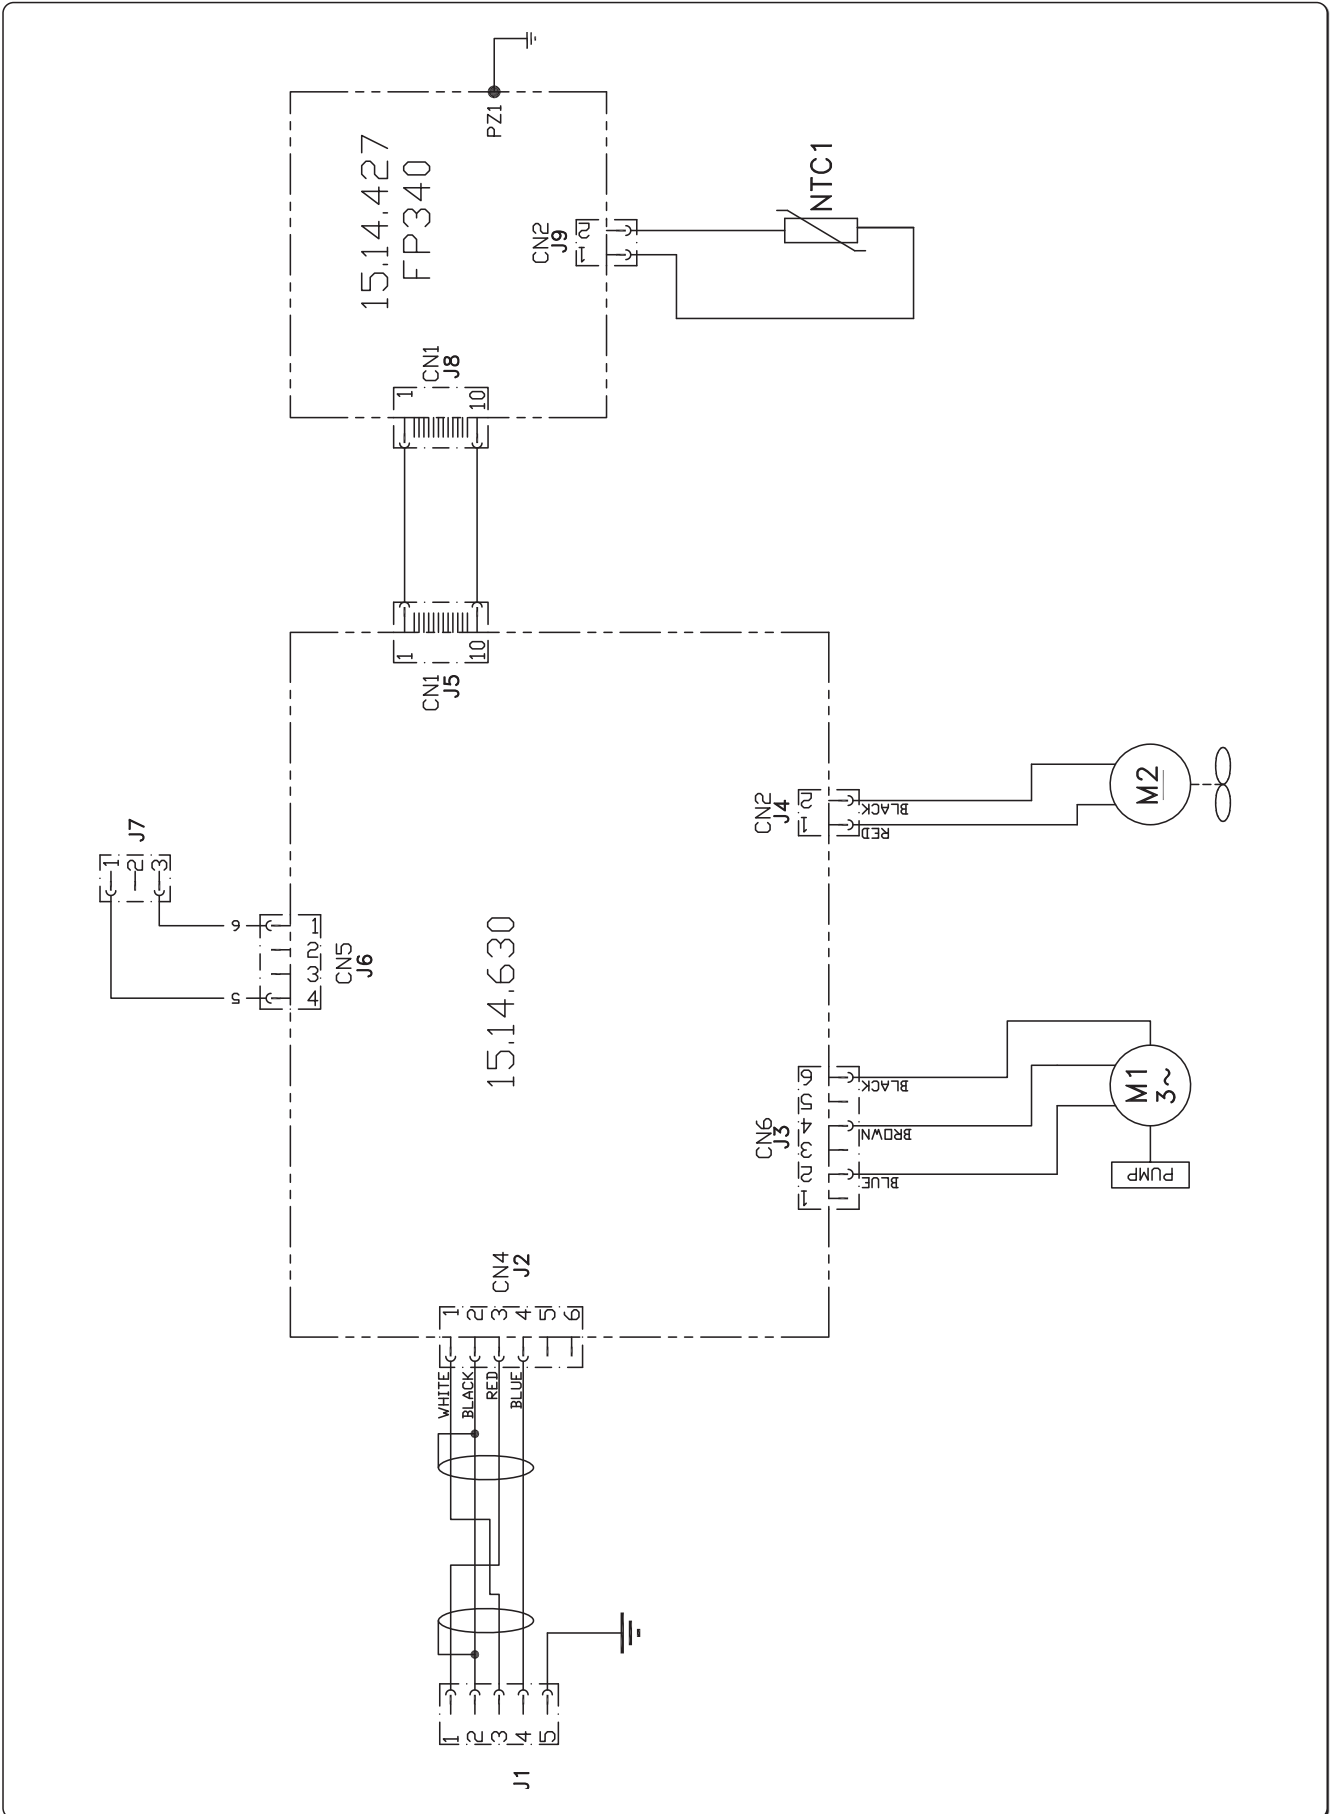 PZ1
15.14.427
FP340
NTC1
CN2
J9
1 2
CN1
J8
1
10
1
10
CN1
J5
J7
1
2
3
6
5
1
2
3
4
CN5
J6
15.14.630
CN2
J4
1 2
BLACK
RED
M2
CN6
J3
1 2 3 4 5 6
BLACK
BROWN
BLUE
M1
3~
PUMP
CN4
J2
1
2
3
4
5
6
WHITE
BLACK
RED
BLUE
1
2
3
4
5
J1